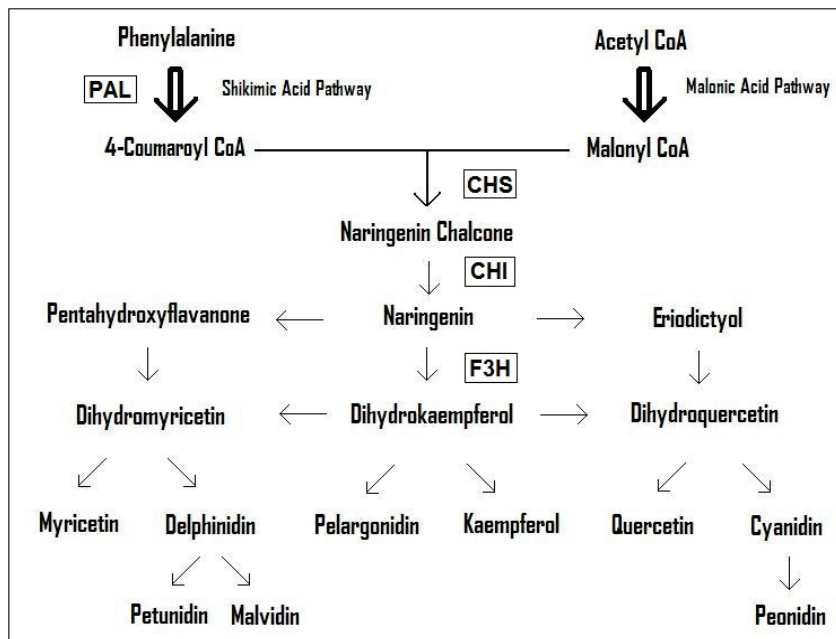 Phenylalanine
Acetyl CoA
PAL
Shikimic Acid Pathway
Malonic Acid Pathway
4-Coumaroyl CoA
Malonyl CoA
CHS
Naringenin Chalcone
CHI
Pentahydroxyflavanone
Naringenin
Eriodictyol
F3H
Dihydromyricetin
Dihydrokaempferol
Dihydroquercetin
Myricetin
Delphinidin
Pelargonidin
Kaempferol
Quercetin
Cyanidin
Petunidin
Malvidin
Peonidin